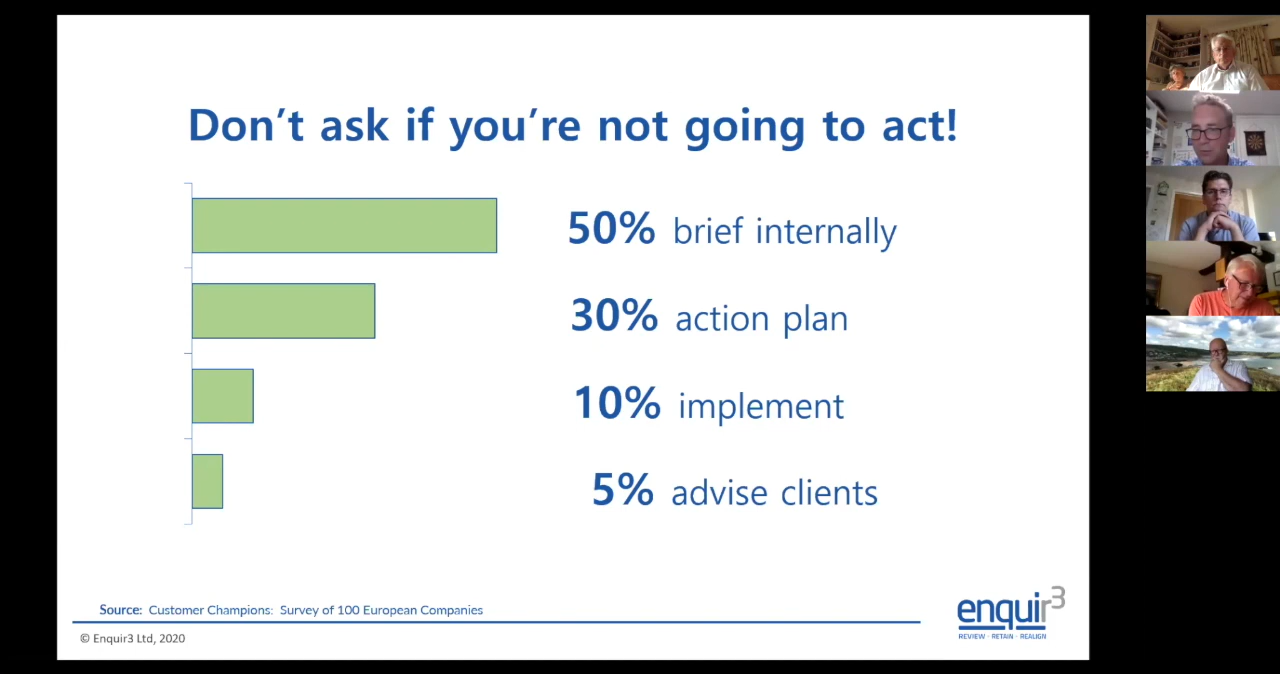 Don't ask if you're not going to act!
50% brief internally
30% action plan
10% implement
5% advise clients
Source: Customer Champions: Survey of 100 European Companies
© Enquir3 Ltd, 2020
enquir3
REVIEW · RETAIN · REALIGN